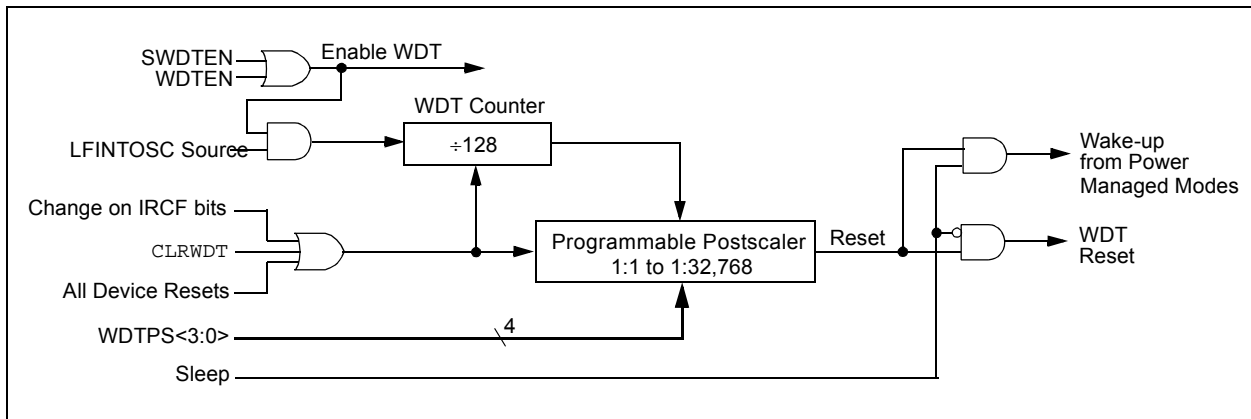 SWDTEN
WDTEN
Enable WDT
WDT Counter
LFINTOSC Source
÷128
Wake-up
from Power
Managed Modes
Change on IRCF bits
CLRWDT
All Device Resets
Programmable Postscaler
1:1 to 1:32,768
Reset
WDT
Reset
WDTPS<3:0>
4
Sleep